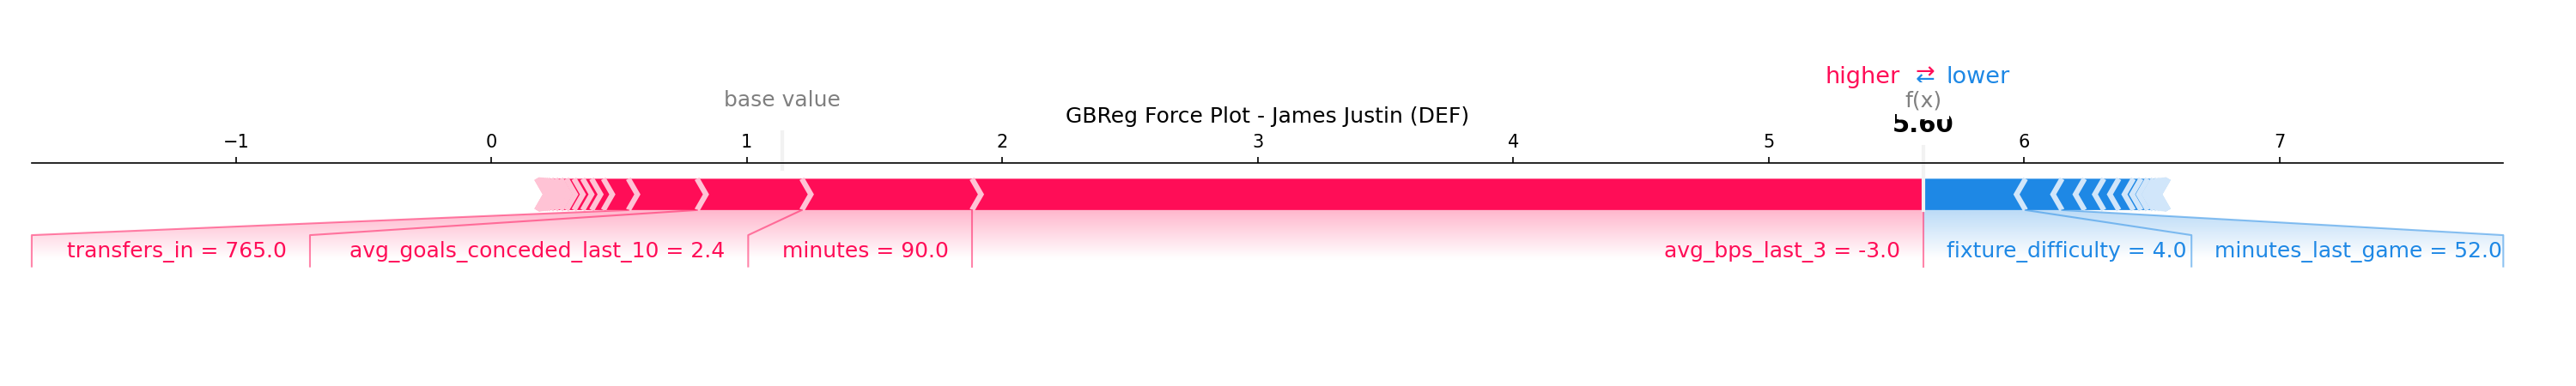 higher ⇄ lower
base value
f(x)
GBReg Force Plot - James Justin (DEF)
5.60
−1 0 1 2 3 4 5 6 7
transfers_in = 765.0 avg_goals_conceded_last_10 = 2.4 minutes = 90.0 avg_bps_last_3 = -3.0 fixture_difficulty = 4.0 minutes_last_game = 52.0